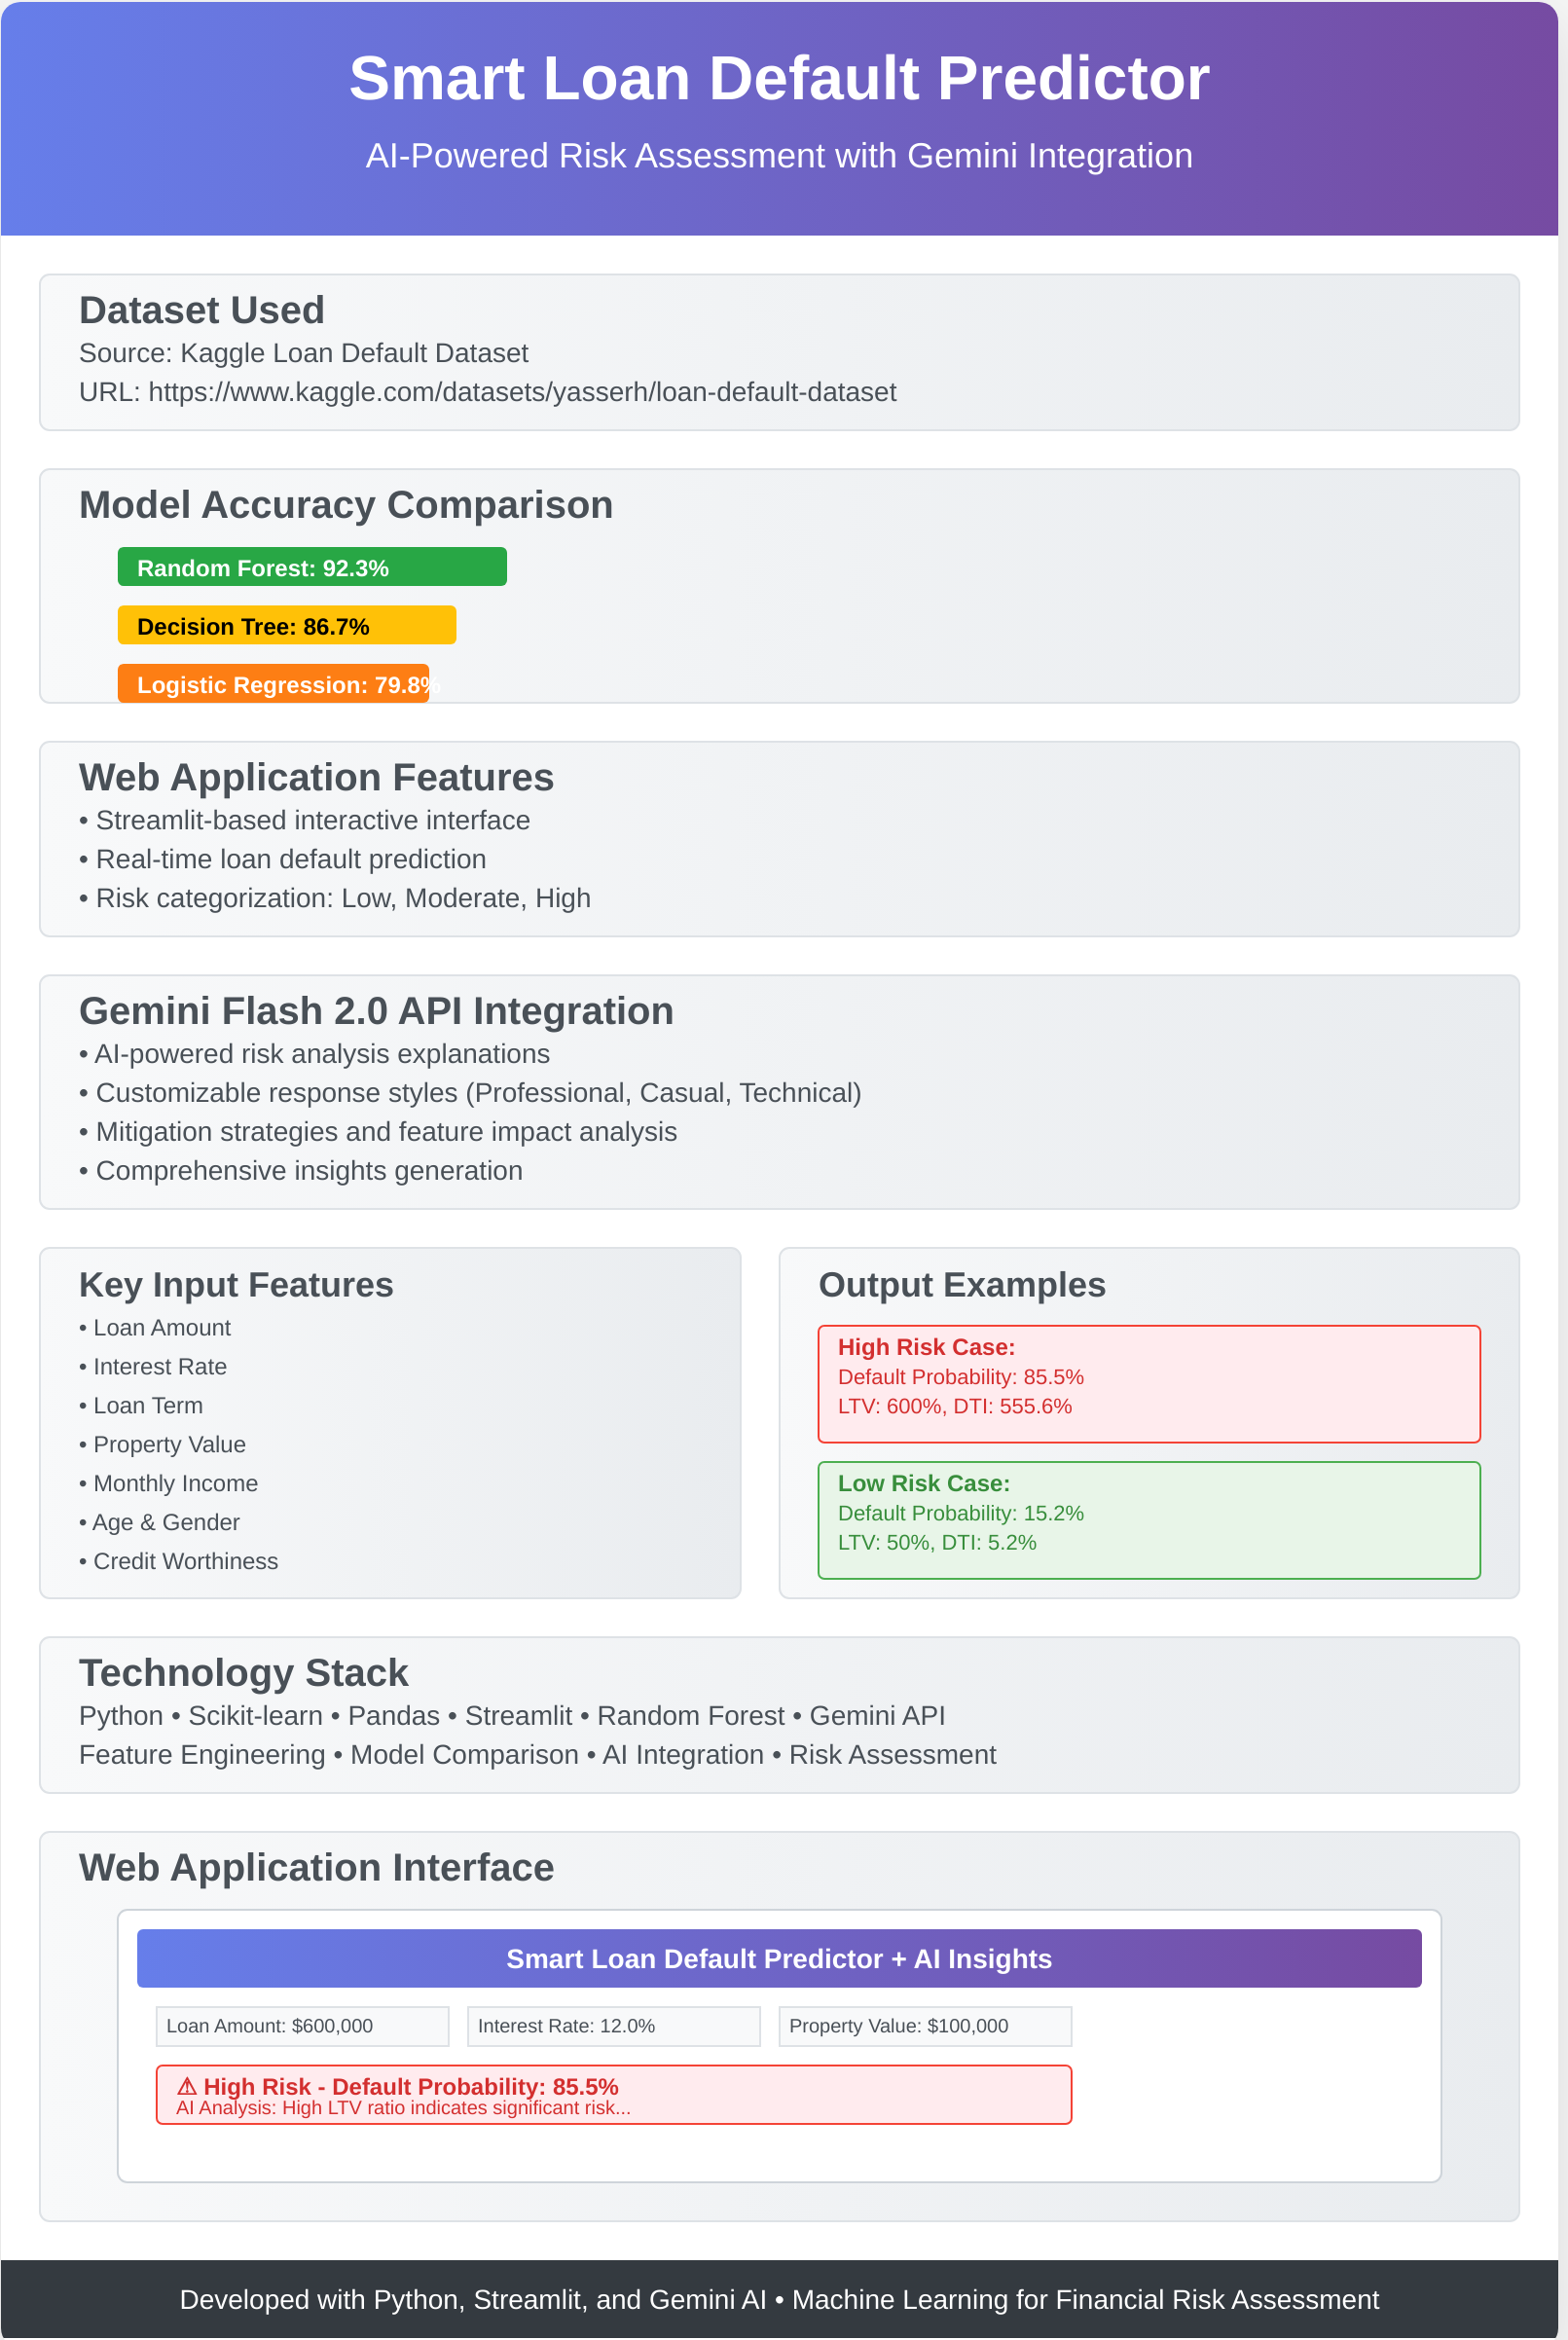 Smart Loan Default Predictor
AI-Powered Risk Assessment with Gemini Integration
Dataset Used
Source: Kaggle Loan Default Dataset
URL: https://www.kaggle.com/datasets/yasserh/loan-default-dataset
Model Accuracy Comparison
Random Forest: 92.3%
Decision Tree: 86.7%
Logistic Regression: 79.8%
Web Application Features
• Streamlit-based interactive interface
• Real-time loan default prediction
• Risk categorization: Low, Moderate, High
Gemini Flash 2.0 API Integration
• AI-powered risk analysis explanations
• Customizable response styles (Professional, Casual, Technical)
• Mitigation strategies and feature impact analysis
• Comprehensive insights generation
Key Input Features
• Loan Amount
• Interest Rate
• Loan Term
• Property Value
• Monthly Income
• Age & Gender
• Credit Worthiness
Output Examples
High Risk Case:
Default Probability: 85.5%
LTV: 600%, DTI: 555.6%
Low Risk Case:
Default Probability: 15.2%
LTV: 50%, DTI: 5.2%
Technology Stack
Python • Scikit-learn • Pandas • Streamlit • Random Forest • Gemini API
Feature Engineering • Model Comparison • AI Integration • Risk Assessment
Web Application Interface
Smart Loan Default Predictor + AI Insights
Loan Amount: $600,000
Interest Rate: 12.0%
Property Value: $100,000
⚠ High Risk - Default Probability: 85.5%
AI Analysis: High LTV ratio indicates significant risk...
Developed with Python, Streamlit, and Gemini AI • Machine Learning for Financial Risk Assessment